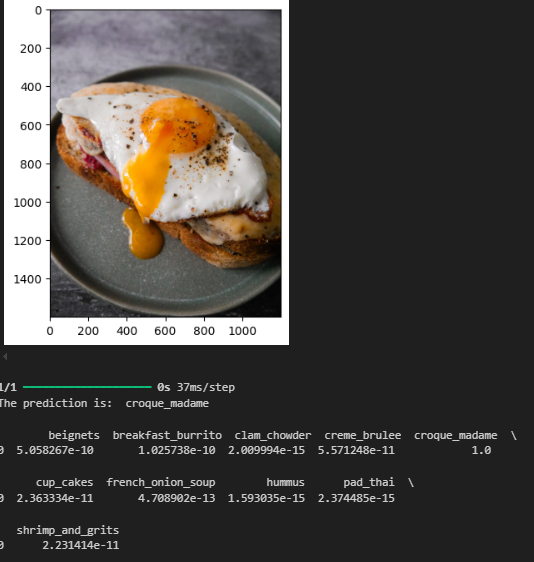 0
200
400
600
800
1000
1200
1400
0 200 400 600 800 1000
1/1 ━━━━━━━━━━━━━━━━━━━━ 0s 37ms/step
The prediction is:  croque_madame
beignets  breakfast_burrito  clam_chowder  creme_brulee  croque_madame  \
0  5.058267e-10  1.025738e-10  2.009994e-15  5.571248e-11  1.0
cup_cakes  french_onion_soup  hummus  pad_thai  \
0  2.363334e-11  4.708902e-13  1.593035e-15  2.374485e-15
shrimp_and_grits
0  2.231414e-11